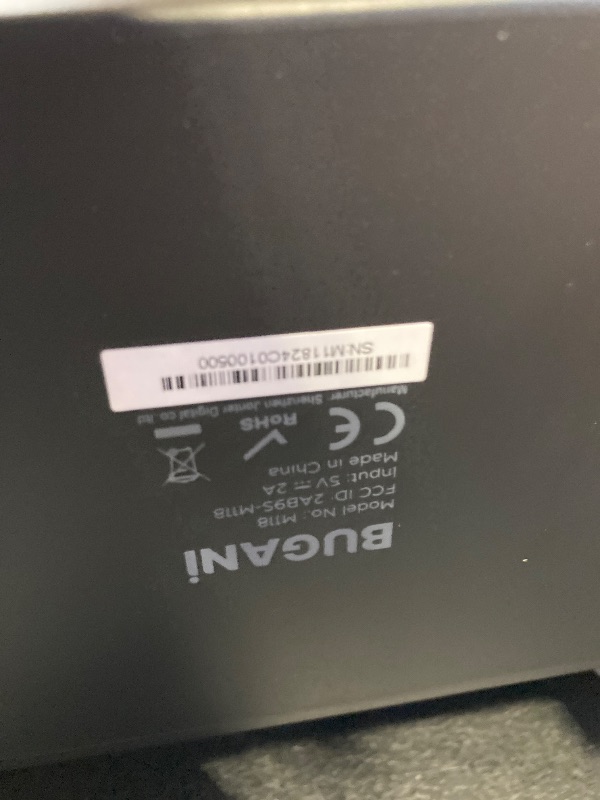 BUGANi
Model No.: M118
FCC ID: 2AB9S-M118
Input: 5V ⎓ 2A
Made in China
CE RoHS
Manufacturer: Shenzhen Jonter Digital co.,ltd
SN:M11824C0100500